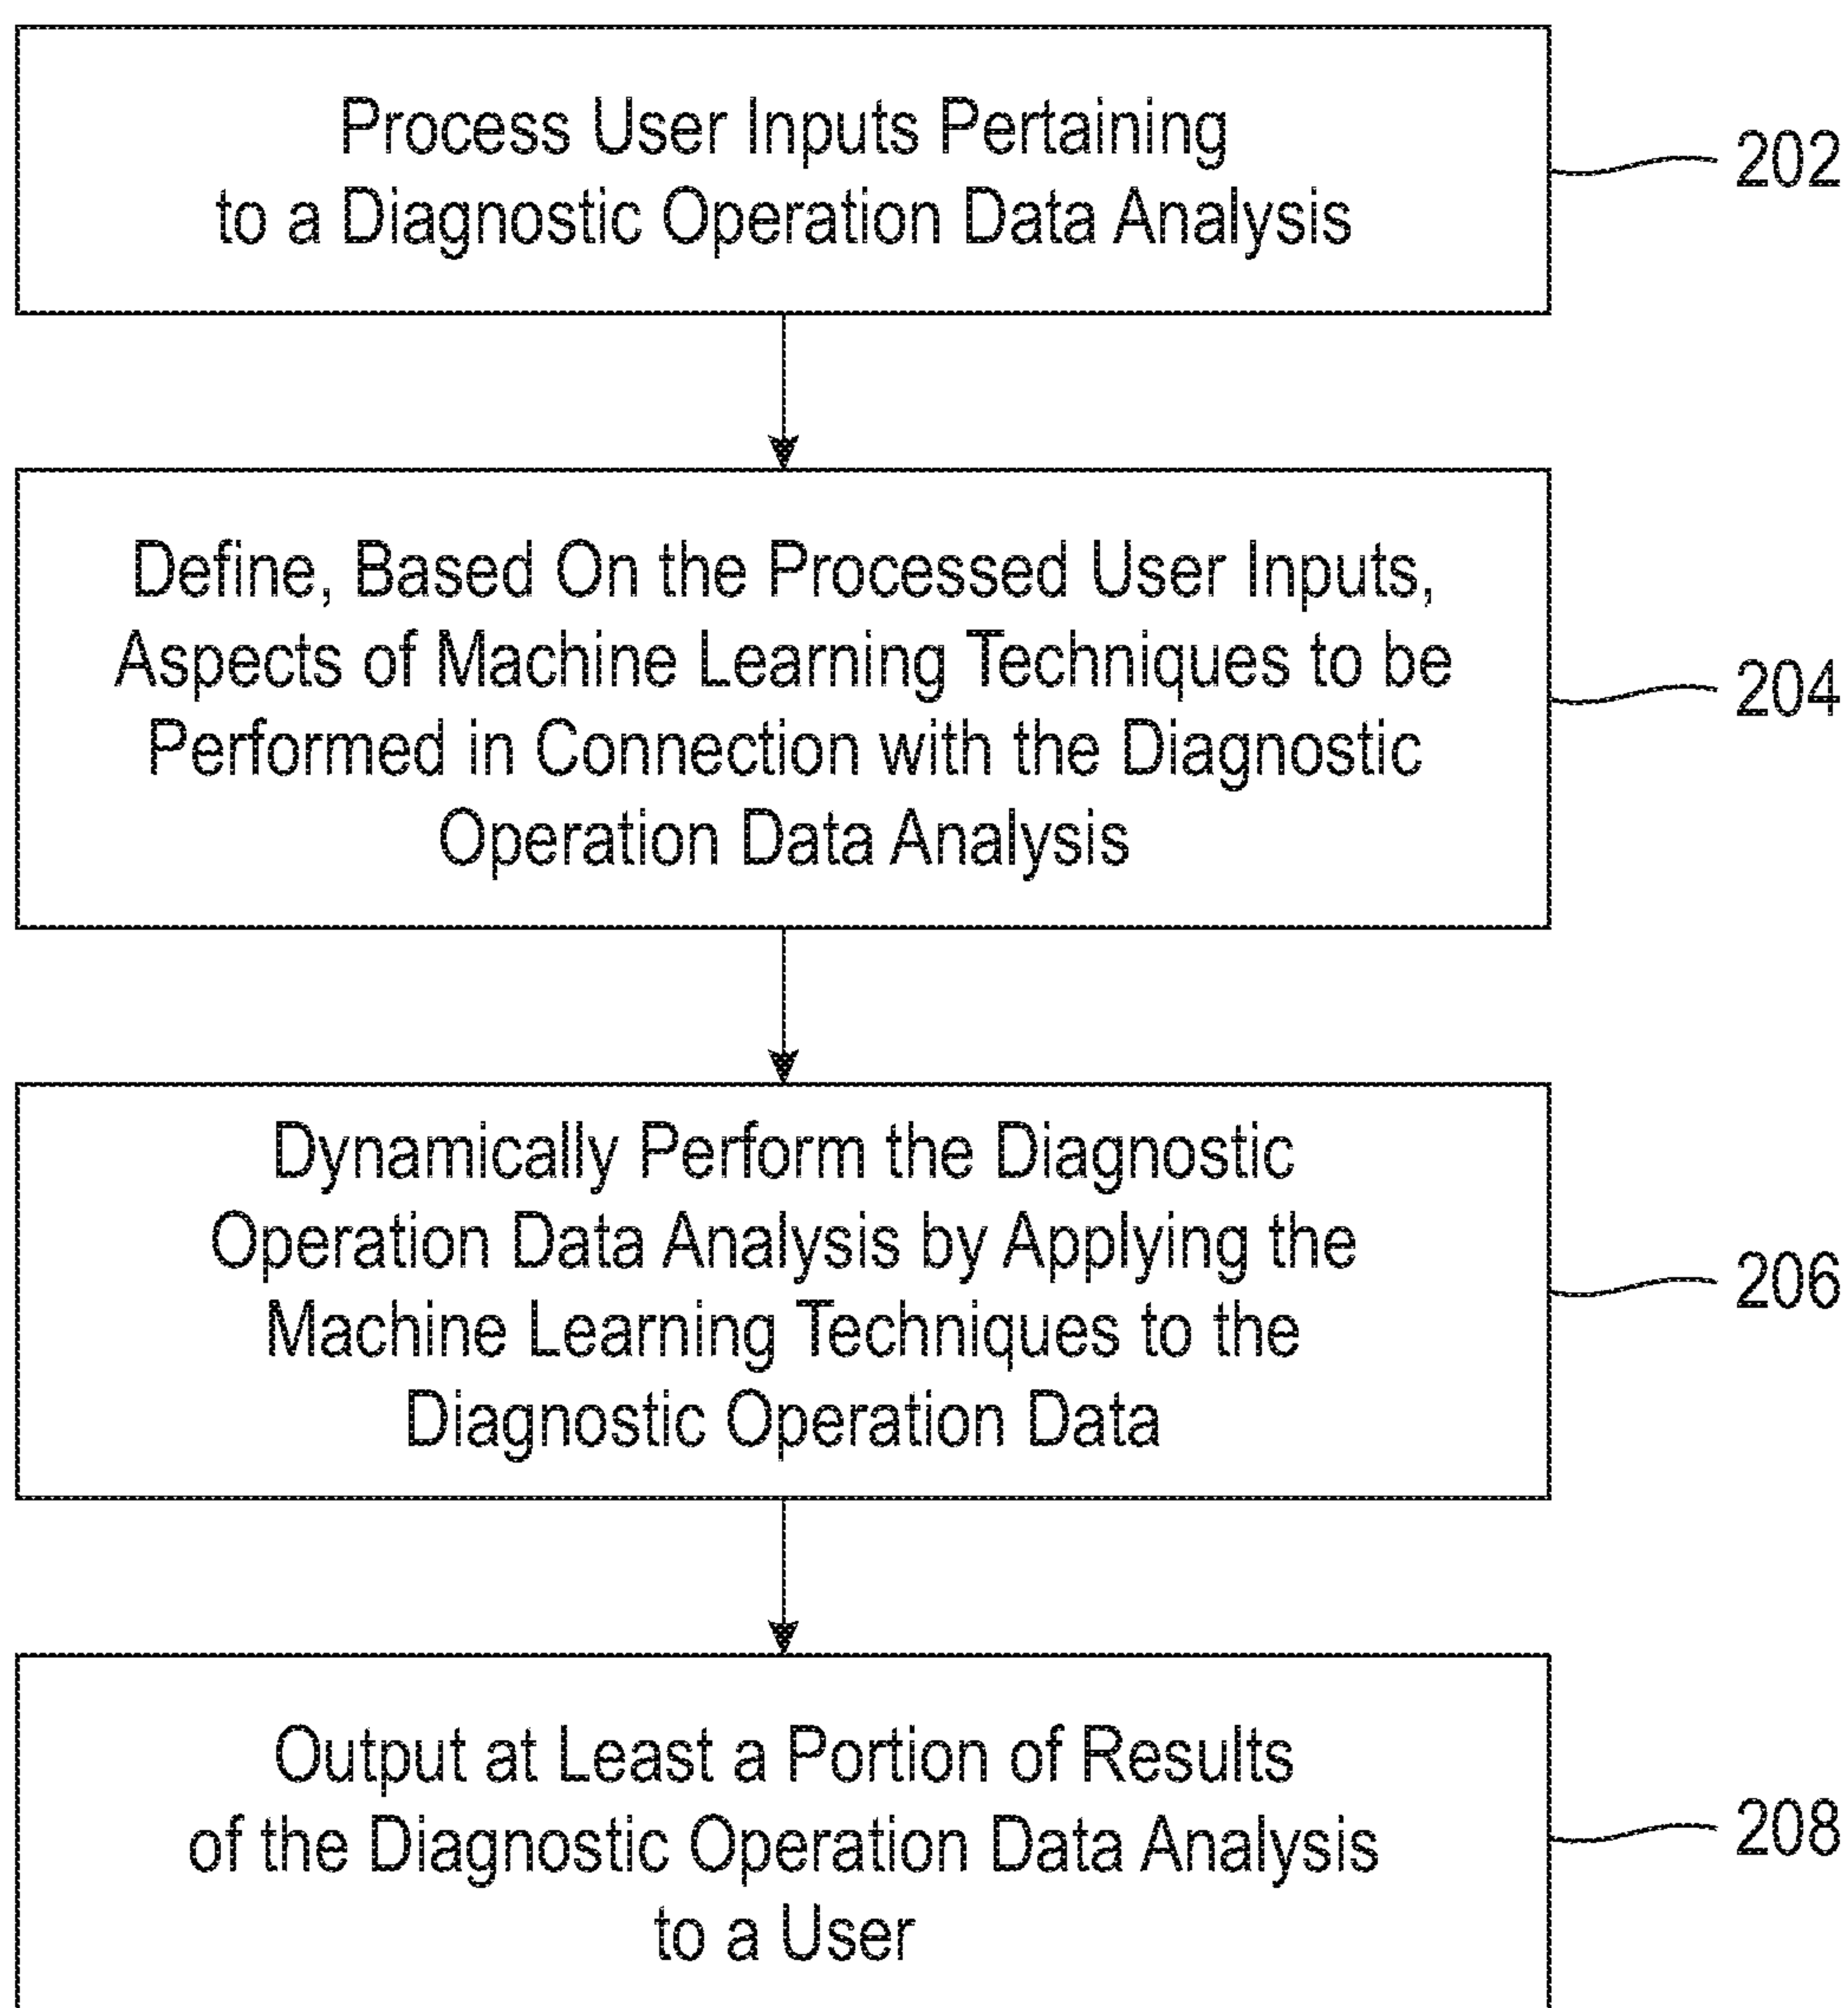 Process User Inputs Pertaining
to a Diagnostic Operation Data Analysis
202
Define, Based On the Processed User Inputs,
Aspects of Machine Learning Techniques to be
Performed in Connection with the Diagnostic
Operation Data Analysis
204
Dynamically Perform the Diagnostic
Operation Data Analysis by Applying the
Machine Learning Techniques to the
Diagnostic Operation Data
206
Output at Least a Portion of Results
of the Diagnostic Operation Data Analysis
to a User
208